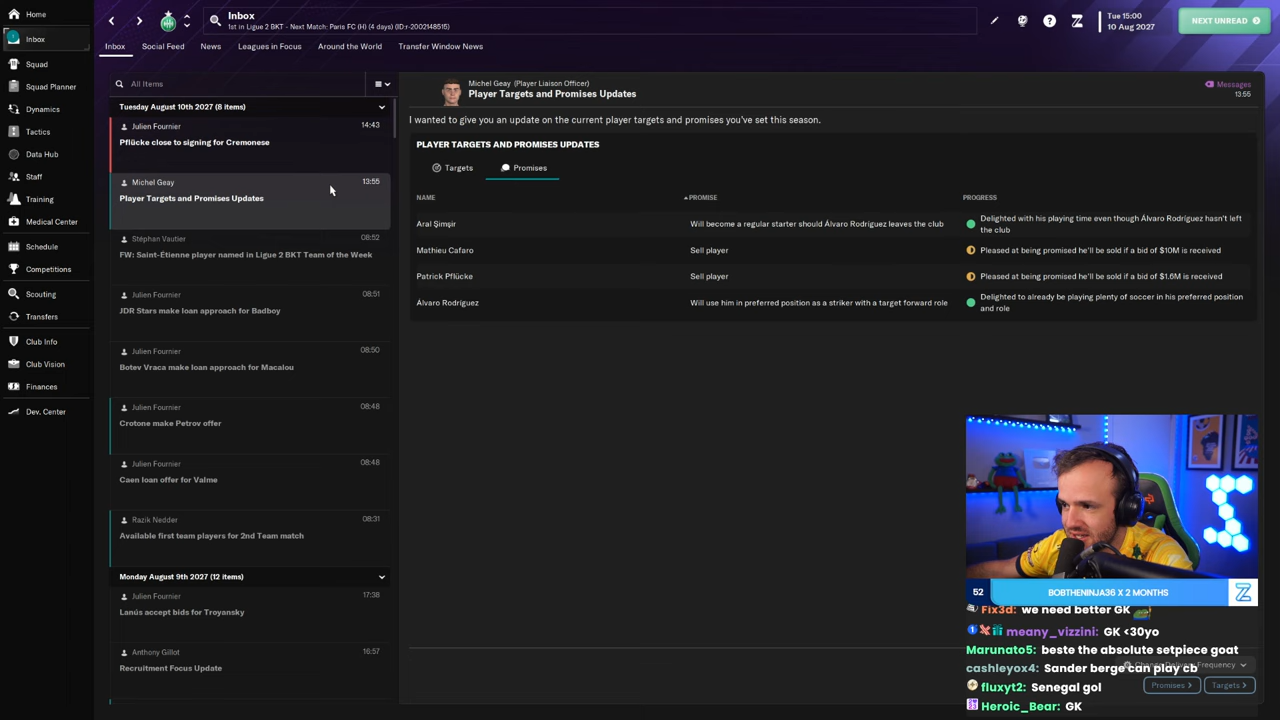 Home
Inbox
Squad
Squad Planner
Dynamics
Tactics
Data Hub
Staff
Training
Medical Center
Schedule
Competitions
Scouting
Transfers
Club Info
Club Vision
Finances
Dev. Center
Inbox
1st in Ligue 2 BKT - Next Match: Paris FC (H) (4 days) (ID:r-2002148515)
Tue 15:00
10 Aug 2027
NEXT UNREAD
Inbox Social Feed News Leagues in Focus Around the World Transfer Window News
All Items
Tuesday August 10th 2027 (8 items)
Julien Fournier 14:43
Pflücke close to signing for Cremonese
Michel Geay 13:55
Player Targets and Promises Updates
Stéphan Vautier 08:52
FW: Saint-Étienne player named in Ligue 2 BKT Team of the Week
Julien Fournier 08:51
JDR Stars make loan approach for Badboy
Julien Fournier 08:50
Botev Vraca make loan approach for Macalou
Julien Fournier 08:48
Crotone make Petrov offer
Julien Fournier 08:48
Caen loan offer for Valme
Razik Nedder 08:31
Available first team players for 2nd Team match
Monday August 9th 2027 (12 items)
Julien Fournier 17:38
Lanús accept bids for Troyansky
Anthony Gillot 16:57
Recruitment Focus Update
Michel Geay (Player Liaison Officer)
Player Targets and Promises Updates
Messages
13:55
I wanted to give you an update on the current player targets and promises you've set this season.
PLAYER TARGETS AND PROMISES UPDATES
Targets Promises
NAME PROMISE PROGRESS
Aral Şimşir Will become a regular starter should Álvaro Rodríguez leaves the club Delighted with his playing time even though Álvaro Rodríguez hasn't left
the club
Mathieu Cafaro Sell player Pleased at being promised he'll be sold if a bid of $10M is received
Patrick Pflücke Sell player Pleased at being promised he'll be sold if a bid of $1.6M is received
Álvaro Rodríguez Will use him in preferred position as a striker with a target forward role Delighted to already be playing plenty of soccer in his preferred position
and role
52 BOBTHENINJA36 X 2 MONTHS
Fix3d: we need better GK
meany_vizzini: GK <30yo
Marunato5: beste the absolute setpiece goat
Change Delivery Frequency
cashleyox4: Sander berge can play cb
fluxyt2: Senegal gol
Promises > Targets >
Heroic_Bear: GK